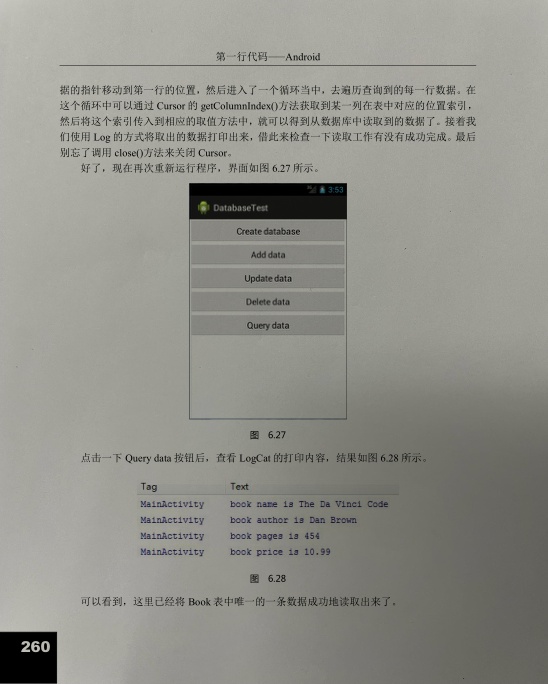 第一行代码——Android
据的指针移动到第一行的位置，然后进入了一个循环当中，去遍历查询到的每一行数据。在
这个循环中可以通过 Cursor 的 getColumnIndex()方法获取到某一列在表中对应的位置索引，
然后将这个索引传入到相应的取值方法中，就可以得到从数据库中读取到的数据了。接着我
们使用 Log 的方式将取出的数据打印出来，借此来检查一下读取工作有没有成功完成。最后
别忘了调用 close()方法来关闭 Cursor。
好了，现在再次重新运行程序，界面如图 6.27 所示。
3:53
DatabaseTest
Create database
Add data
Update data
Delete data
Query data
图 6.27
点击一下 Query data 按钮后，查看 LogCat 的打印内容，结果如图 6.28 所示。
Tag Text
MainActivity book name is The Da Vinci Code
MainActivity book author is Dan Brown
MainActivity book pages is 454
MainActivity book price is 10.99
图 6.28
可以看到，这里已经将 Book 表中唯一的一条数据成功地读取出来了。
260